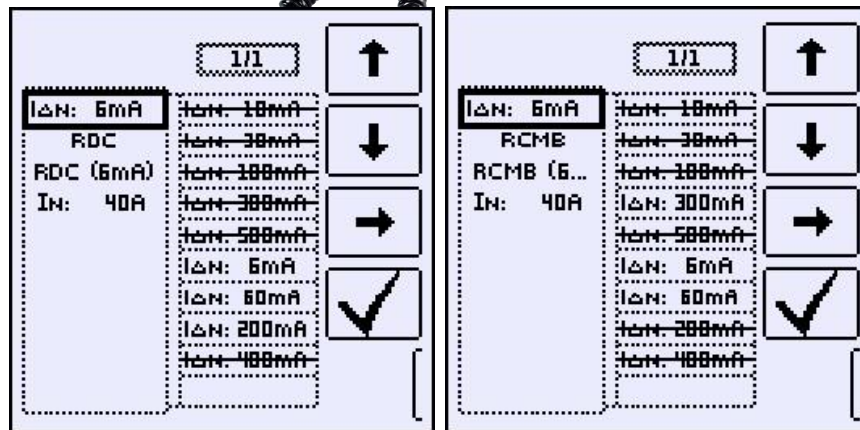 1/1
IΔN: 6mA
RDC
RDC (6mA)
IN: 40A
IΔN: 10mA
IΔN: 30mA
IΔN: 100mA
IΔN: 300mA
IΔN: 500mA
IΔN: 6mA
IΔN: 60mA
IΔN: 200mA
IΔN: 400mA
1/1
IΔN: 6mA
RCMB
RCMB (6...
IN: 40A
IΔN: 10mA
IΔN: 30mA
IΔN: 100mA
IΔN: 300mA
IΔN: 500mA
IΔN: 6mA
IΔN: 60mA
IΔN: 200mA
IΔN: 400mA